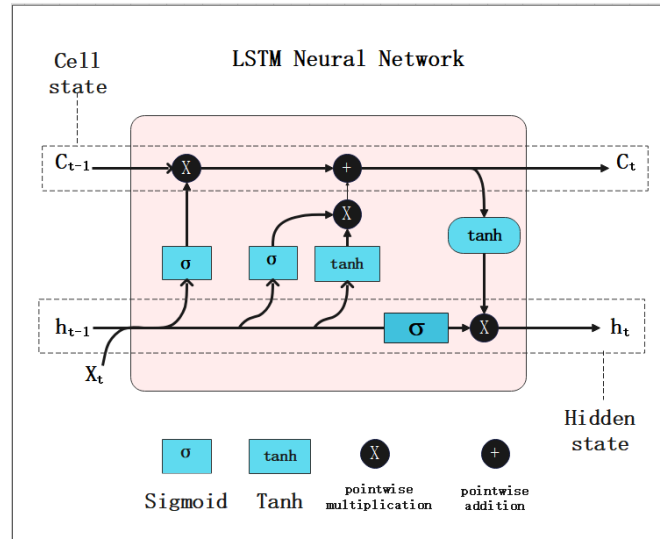 LSTM Neural Network
Cell
state
Cₜ₋₁
X
+
Cₜ
X
tanh
σ
σ
tanh
hₜ₋₁
σ
X
hₜ
Xₜ
Hidden
state
σ
tanh
X
+
Sigmoid
Tanh
pointwise
multiplication
pointwise
addition